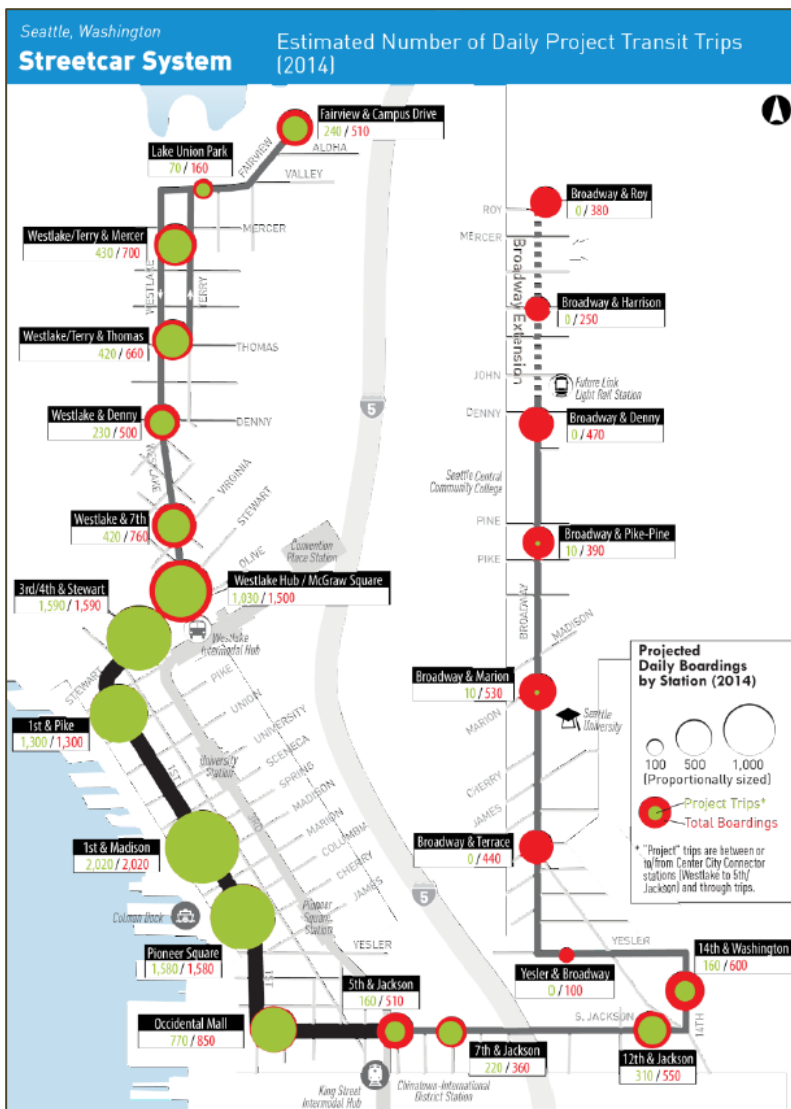 Seattle, Washington
Streetcar System
Estimated Number of Daily Project Transit Trips
(2014)
Fairview & Campus Drive
240 / 510
ALOHA
FAIRVIEW
VALLEY
Lake Union Park
70 / 160
MERCER
Westlake/Terry & Mercer
430 / 700
WESTLAKE
TERRY
Westlake/Terry & Thomas
420 / 660
THOMAS
Westlake & Denny
230 / 500
DENNY
WESTLAKE
VIRGINIA
STEWART
Westlake & 7th
420 / 760
OLIVE
Convention
Place Station
3rd/4th & Stewart
1,590 / 1,590
Westlake Hub / McGraw Square
1,030 / 1,500
Westlake
Intermodal Hub
STEWART
PIKE
1st & Pike
1,300 / 1,300
UNION
UNIVERSITY
University
Station
SCENECA
SPRING
1ST
MADISON
3RD
MARION
1st & Madison
2,020 / 2,020
COLUMBIA
CHERRY
JAMES
Colman Dock
Pioneer
Square
Station
Pioneer Square
1,580 / 1,580
YESLER
1ST
Occidental Mall
770 / 850
5th & Jackson
160 / 510
King Street
Intermodal Hub
Chinatown-International
District Station
7th & Jackson
220 / 360
S. JACKSON
12th & Jackson
310 / 550
14TH
14th & Washington
160 / 600
YESLER
Yesler & Broadway
0 / 100
5
5
Broadway & Roy
0 / 380
ROY
MERCER
Broadway Extension
Broadway & Harrison
0 / 250
JOHN
Future Link
Light Rail Station
DENNY
Broadway & Denny
0 / 470
Seattle Central
Community College
PINE
Broadway & Pike-Pine
10 / 390
PIKE
BROADWAY
MADISON
Broadway & Marion
10 / 530
MARION
Seattle
University
CHERRY
JAMES
Broadway & Terrace
0 / 440
Projected
Daily Boardings
by Station (2014)
100 500 1,000
(Proportionally sized)
Project Trips*
Total Boardings
* "Project" trips are between or
to/from Center City Connector
stations (Westlake to 5th/
Jackson) and through trips.